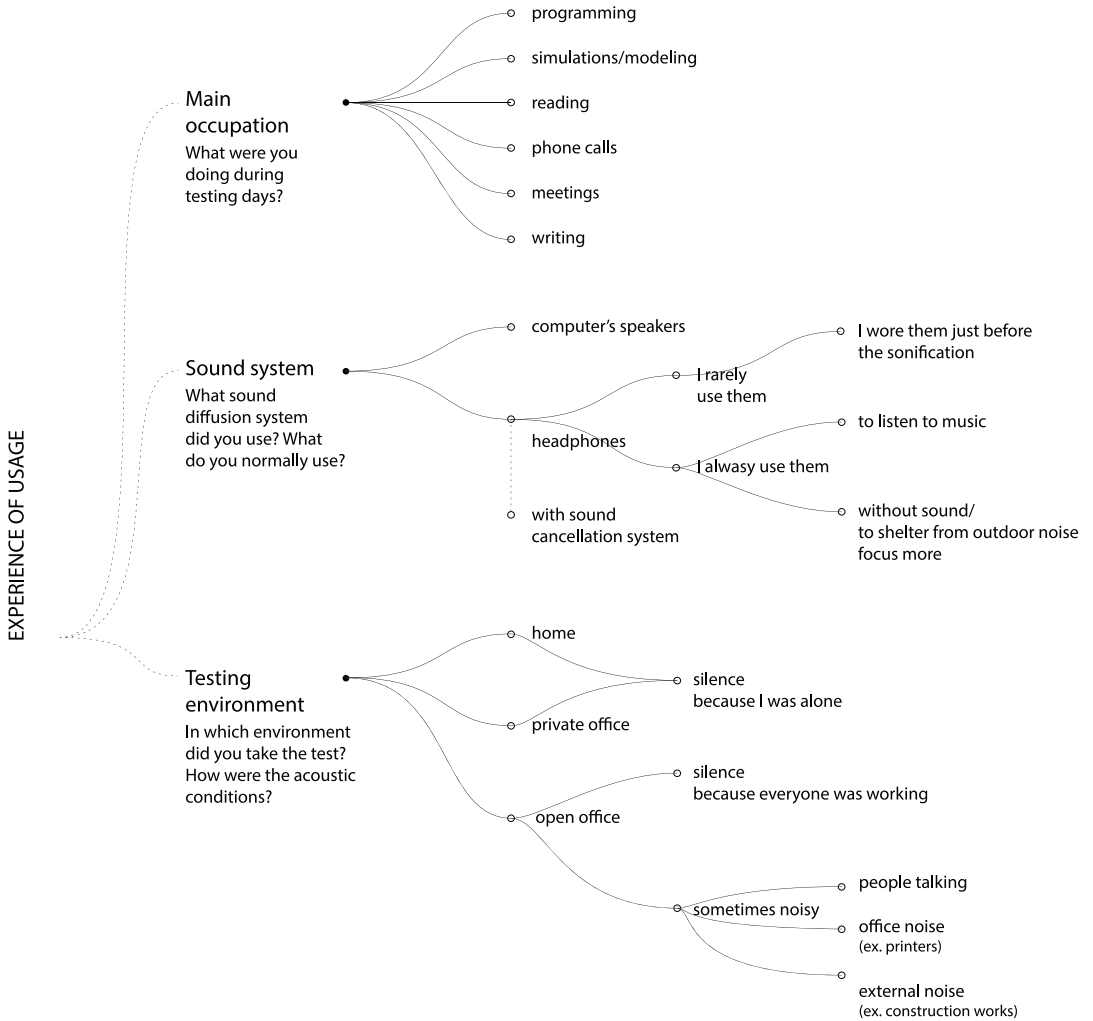 EXPERIENCE OF USAGE
Main
occupation
What were you
doing during
testing days?
programming
simulations/modeling
reading
phone calls
meetings
writing
Sound system
What sound
diffusion system
did you use? What
do you normally use?
computer's speakers
headphones
with sound
cancellation system
I rarely
use them
I wore them just before
the sonification
I alwasy use them
to listen to music
without sound/
to shelter from outdoor noise
focus more
Testing
environment
In which environment
did you take the test?
How were the acoustic
conditions?
home
private office
silence
because I was alone
open office
silence
because everyone was working
sometimes noisy
people talking
office noise
(ex. printers)
external noise
(ex. construction works)